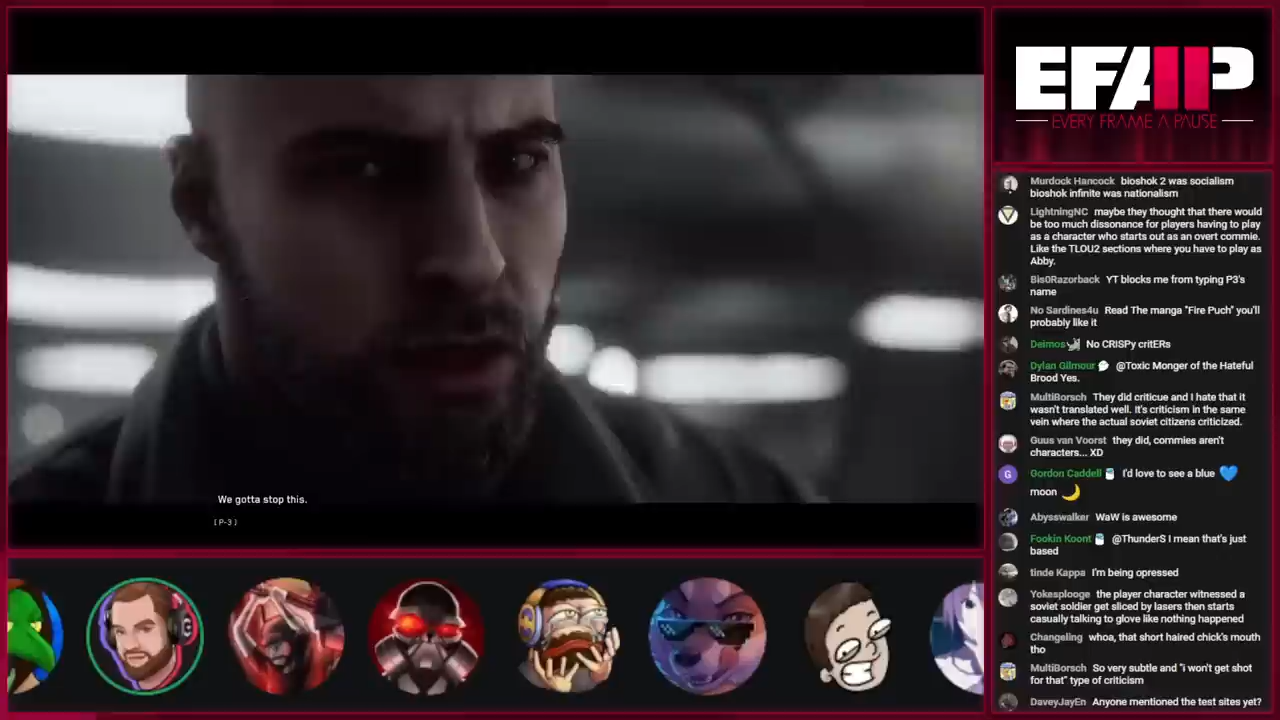 We gotta stop this.
[ P-3 ]
EFAP
EVERY FRAME A PAUSE
Murdock Hancock bioshok 2 was socialism
bioshok infinite was nationalism
LightningNC maybe they thought that there would
be too much dissonance for players having to play
as a character who starts out as an overt commie.
Like the TLOU2 sections where you have to play as
Abby.
Bis0Razorback YT blocks me from typing P3's
name
No Sardines4u Read The manga "Fire Puch" you'll
probably like it
Deimos No CRISPy critERs
Dylan Gilmour @Toxic Monger of the Hateful
Brood Yes.
MultiBorsch They did criticue and I hate that it
wasn't translated well. It's criticism in the same
vein where the actual soviet citizens criticized.
Guus van Voorst they did, commies aren't
characters... XD
G Gordon Caddell I'd love to see a blue 💙
moon 🌙
Abysswalker WaW is awesome
Fookin Koont @ThunderS I mean that's just
based
tinde Kappa I'm being opressed
Yokesplooge the player character witnessed a
soviet soldier get sliced by lasers then starts
casually talking to glove like nothing happened
Changeling whoa, that short haired chick's mouth
tho
MultiBorsch So very subtle and "i won't get shot
for that" type of criticism
DaveyJayEn Anyone mentioned the test sites yet?